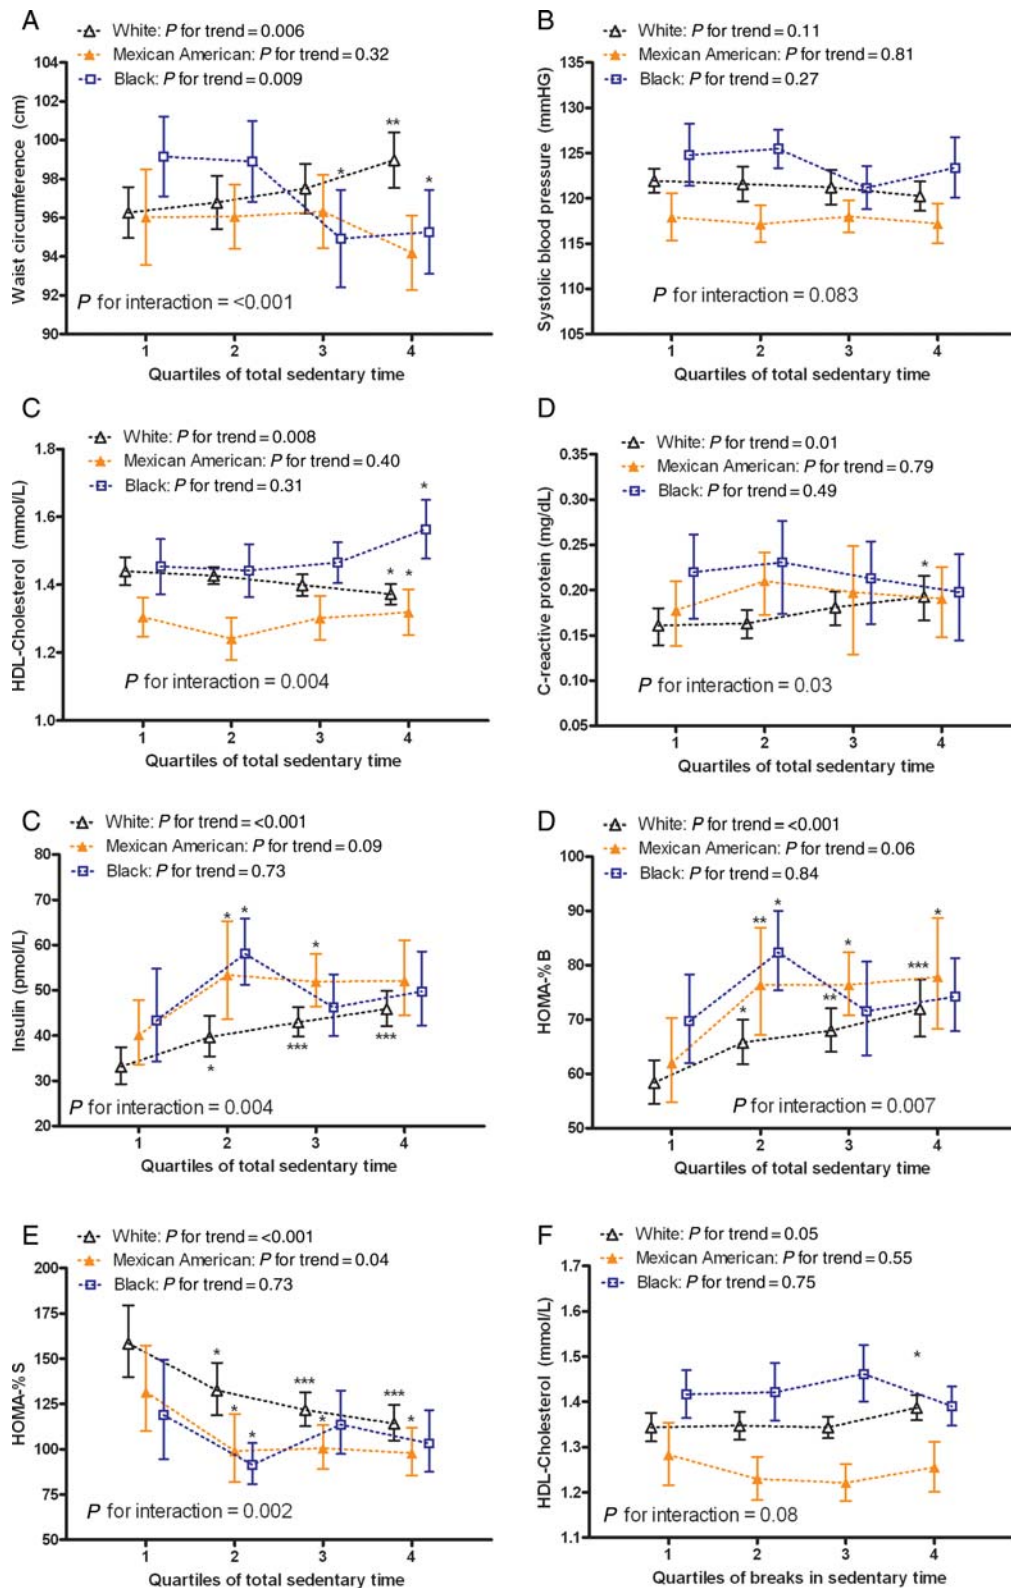 A
White: P for trend = 0.006
Mexican American: P for trend = 0.32
Black: P for trend = 0.009
104
102
100
98
96
94
92
90
Waist circumference (cm)
**
*
*
P for interaction = <0.001
1 2 3 4
Quartiles of total sedentary time
B
White: P for trend = 0.11
Mexican American: P for trend = 0.81
Black: P for trend = 0.27
135
130
125
120
115
110
105
Systolic blood pressure (mmHG)
P for interaction = 0.083
1 2 3 4
Quartiles of total sedentary time
C
White: P for trend = 0.008
Mexican American: P for trend = 0.40
Black: P for trend = 0.31
1.8
1.6
1.4
1.2
1.0
HDL-Cholesterol (mmol/L)
*
* *
P for interaction = 0.004
1 2 3 4
Quartiles of total sedentary time
D
White: P for trend = 0.01
Mexican American: P for trend = 0.79
Black: P for trend = 0.49
0.35
0.30
0.25
0.20
0.15
0.10
0.05
C-reactive protein (mg/dL)
*
P for interaction = 0.03
1 2 3 4
Quartiles of total sedentary time
C
White: P for trend = <0.001
Mexican American: P for trend = 0.09
Black: P for trend = 0.73
80
70
60
50
40
30
20
Insulin (pmol/L)
* *
*
*
*** ***
P for interaction = 0.004
1 2 3 4
Quartiles of total sedentary time
D
White: P for trend = <0.001
Mexican American: P for trend = 0.06
Black: P for trend = 0.84
100
90
80
70
60
50
HOMA-%B
*
** *
*
***
**
*
P for interaction = 0.007
1 2 3 4
Quartiles of total sedentary time
E
White: P for trend = <0.001
Mexican American: P for trend = 0.04
Black: P for trend = 0.73
200
175
150
125
100
75
50
HOMA-%S
*
*** ***
* * *
*
P for interaction = 0.002
1 2 3 4
Quartiles of total sedentary time
F
White: P for trend = 0.05
Mexican American: P for trend = 0.55
Black: P for trend = 0.75
1.7
1.6
1.5
1.4
1.3
1.2
1.1
HDL-Cholesterol (mmol/L)
*
P for interaction = 0.08
1 2 3 4
Quartiles of breaks in sedentary time